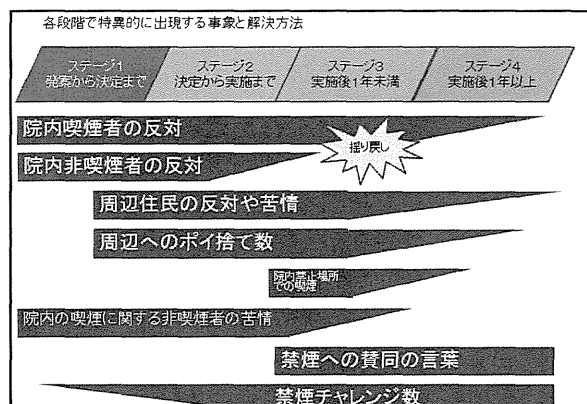 各段階で特異的に出現する事象と解決方法
ステージ1
発案から決定まで
ステージ2
決定から実施まで
ステージ3
実施後1年未満
ステージ4
実施後1年以上
院内喫煙者の反対
揺り戻し
院内非喫煙者の反対
周辺住民の反対や苦情
周辺へのポイ捨て数
院内禁止場所
での喫煙
院内の喫煙に関する非喫煙者の苦情
禁煙への賛同の言葉
禁煙チャレンジ数